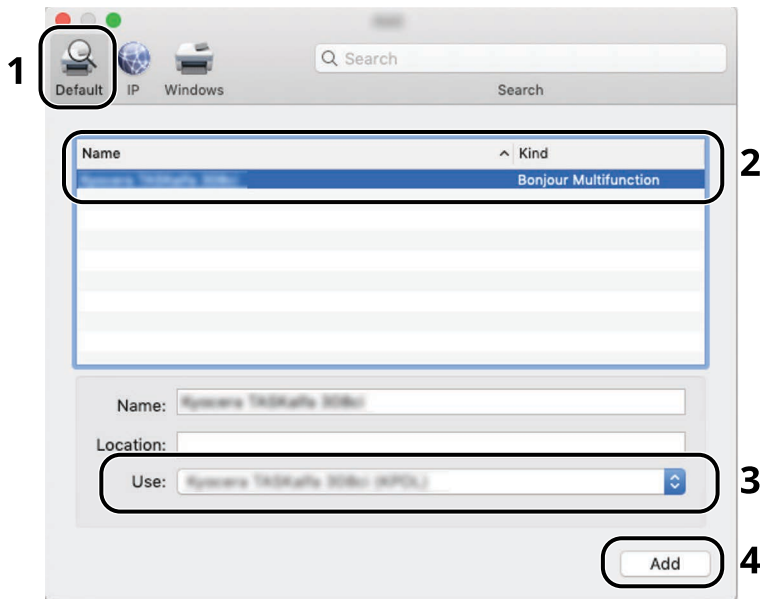 1
Default IP Windows
Search
Search
Name Kind
2
Bonjour Multifunction
Name:
Location:
Use:
3
Add
4